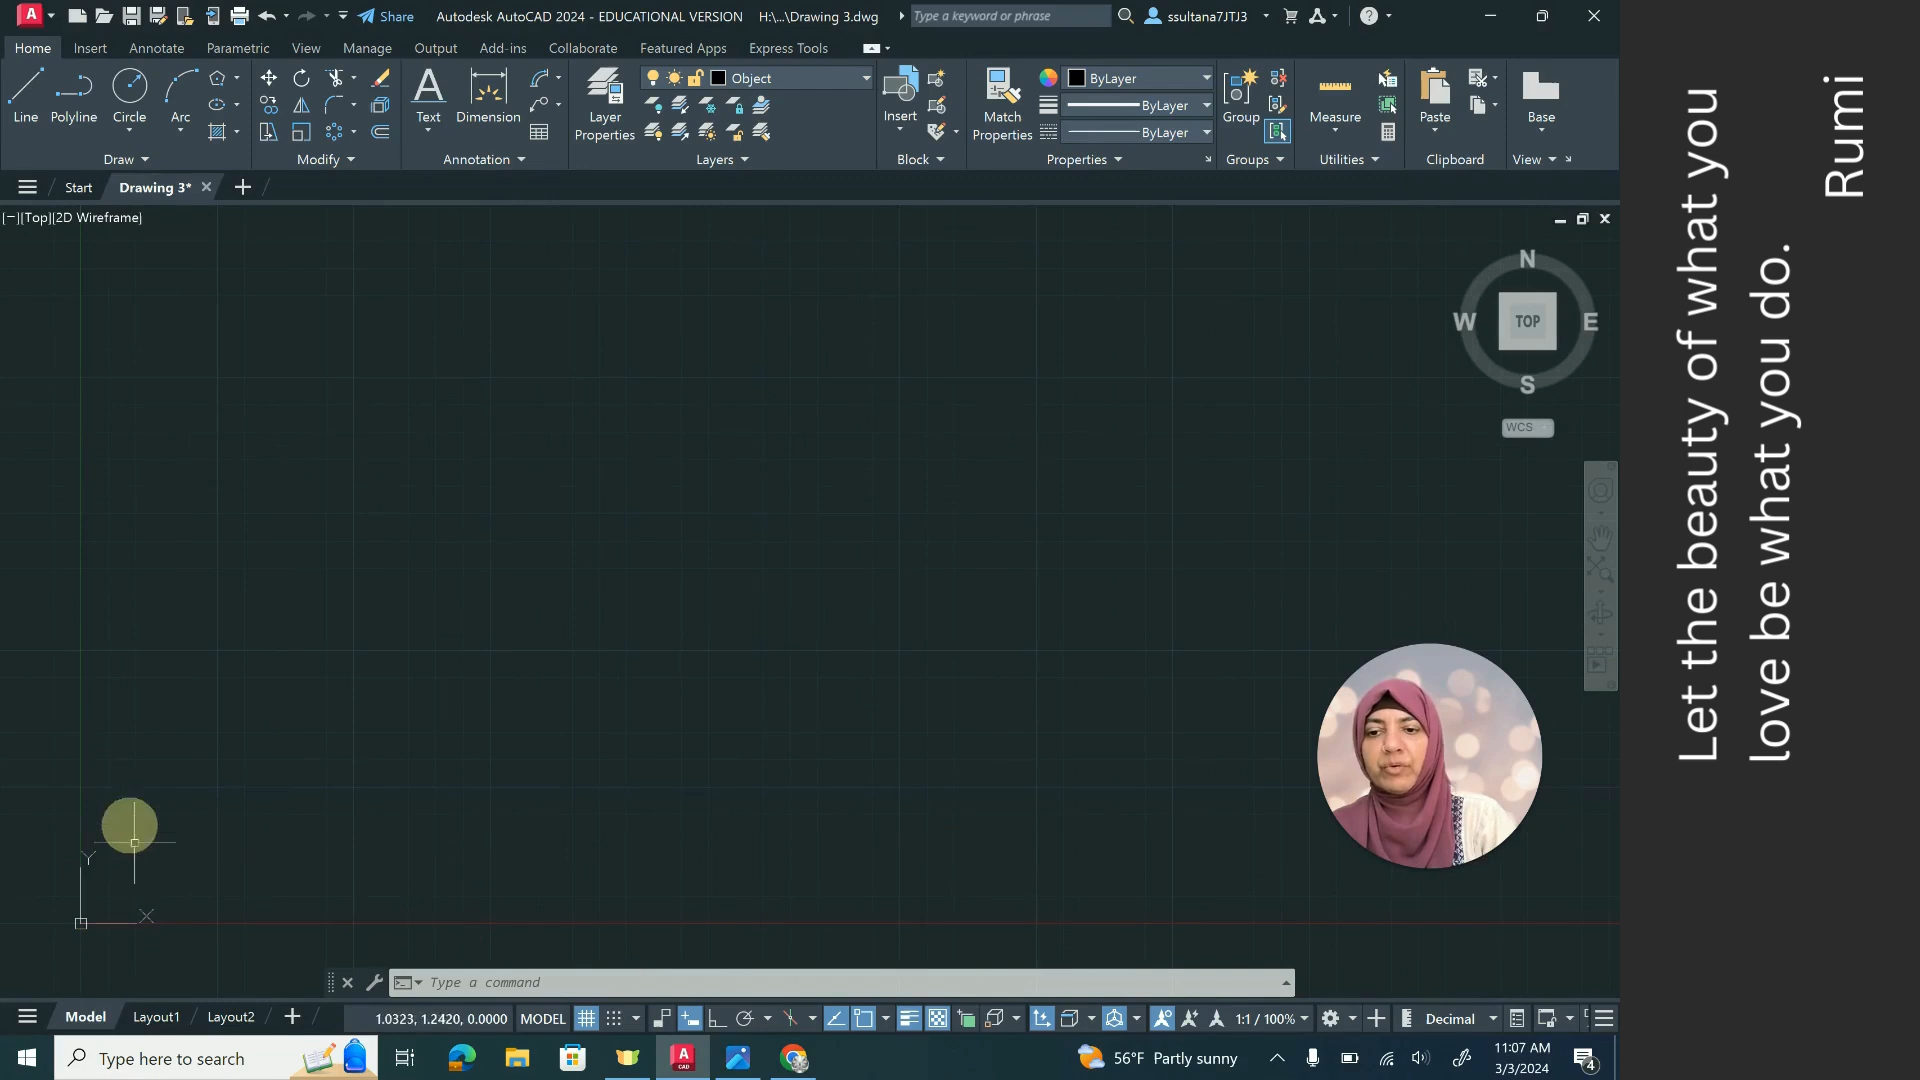 Autodesk AutoCAD 2024 - EDUCATIONAL VERSION H:\...\Drawing 3.dwg
Share
Type a keyword or phrase
ssultana7JTJ3
Home Insert Annotate Parametric View Manage Output Add-ins Collaborate Featured Apps Express Tools
Line Polyline Circle Arc
Draw
Modify
Text Dimension
Annotation
Layer Properties
Object
Layers
Insert
Block
Match Properties
ByLayer
ByLayer
ByLayer
Properties
Group
Groups
Measure
Utilities
Paste
Clipboard
Base
View
Start Drawing 3*
[−][Top][2D Wireframe]
N
W TOP E
S
WCS
Y
X
Type a command
Model Layout1 Layout2
1.0323, 1.2420, 0.0000 MODEL
1:1 / 100%
Decimal
Type here to search
A CAD
56°F Partly sunny
11:07 AM
3/3/2024
4
Let the beauty of what you
love be what you do.
Rumi